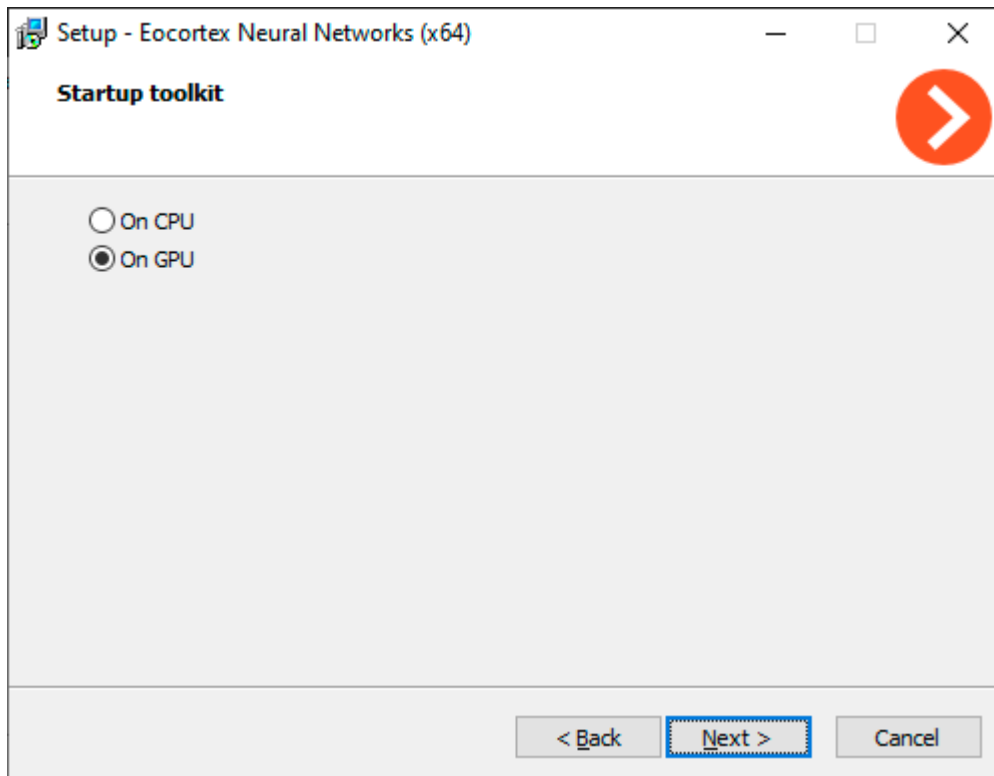 Setup - Eocortex Neural Networks (x64)
Startup toolkit
On CPU
On GPU
< Back Next > Cancel